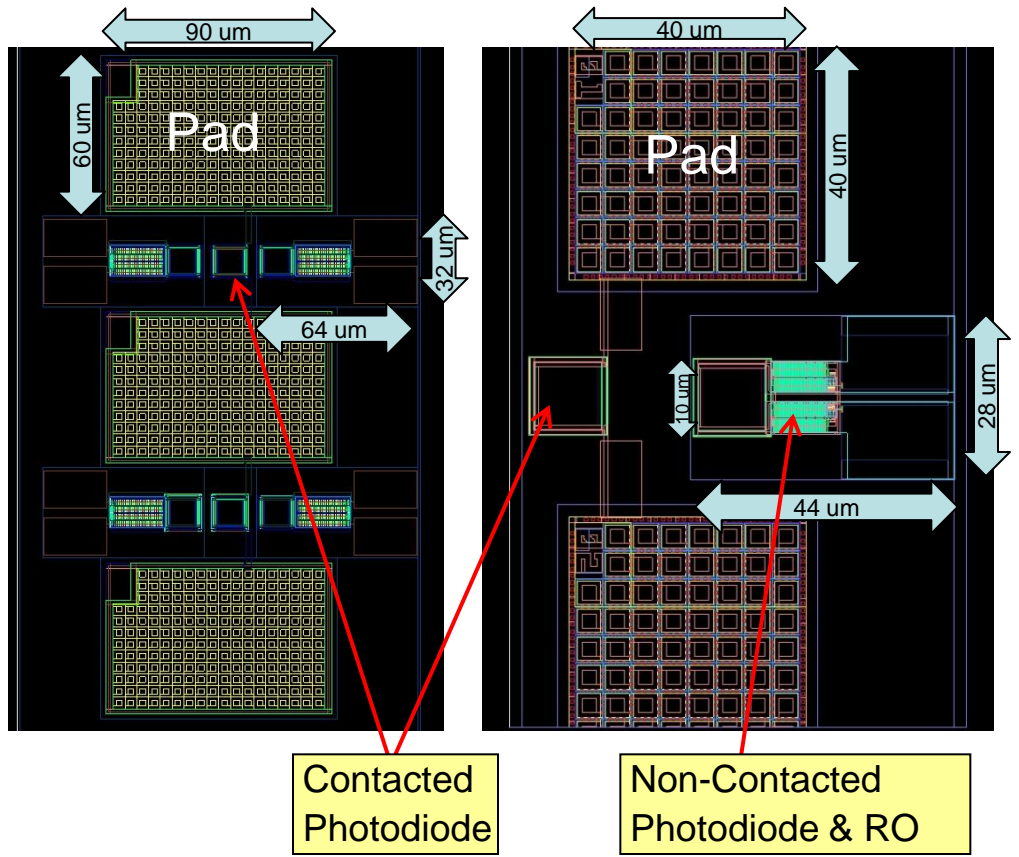 90 um
40 um
60 um
Pad
Pad
40 um
32 um
64 um
10 um
28 um
44 um
Contacted
Photodiode
Non-Contacted
Photodiode & RO